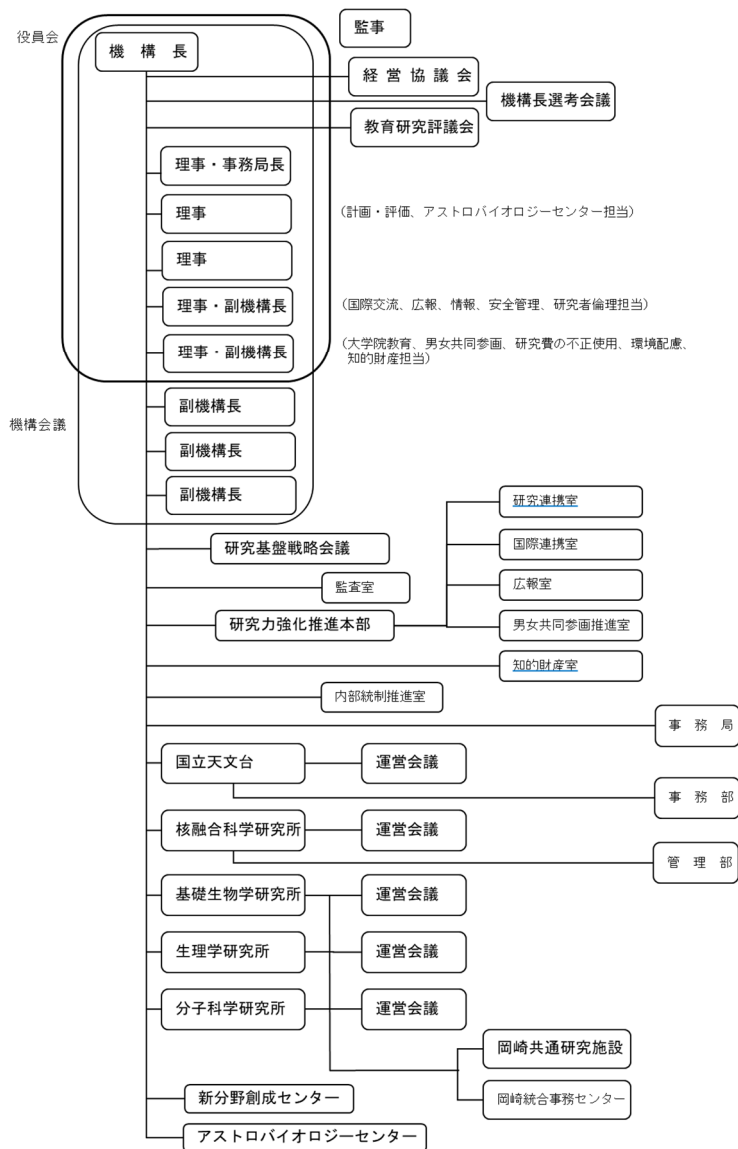 役員会
監事
機構長
経営協議会
機構長選考会議
教育研究評議会
理事・事務局長
理事
（計画・評価、アストロバイオロジーセンター担当）
理事
理事・副機構長
（国際交流、広報、情報、安全管理、研究者倫理担当）
理事・副機構長
（大学院教育、男女共同参画、研究費の不正使用、環境配慮、
知的財産担当）
副機構長
機構会議
副機構長
副機構長
研究連携室
研究基盤戦略会議
国際連携室
監査室
広報室
研究力強化推進本部
男女共同参画推進室
知的財産室
内部統制推進室
事務局
国立天文台
運営会議
事務部
核融合科学研究所
運営会議
管理部
基礎生物学研究所
運営会議
生理学研究所
運営会議
分子科学研究所
運営会議
岡崎共通研究施設
新分野創成センター
岡崎統合事務センター
アストロバイオロジーセンター